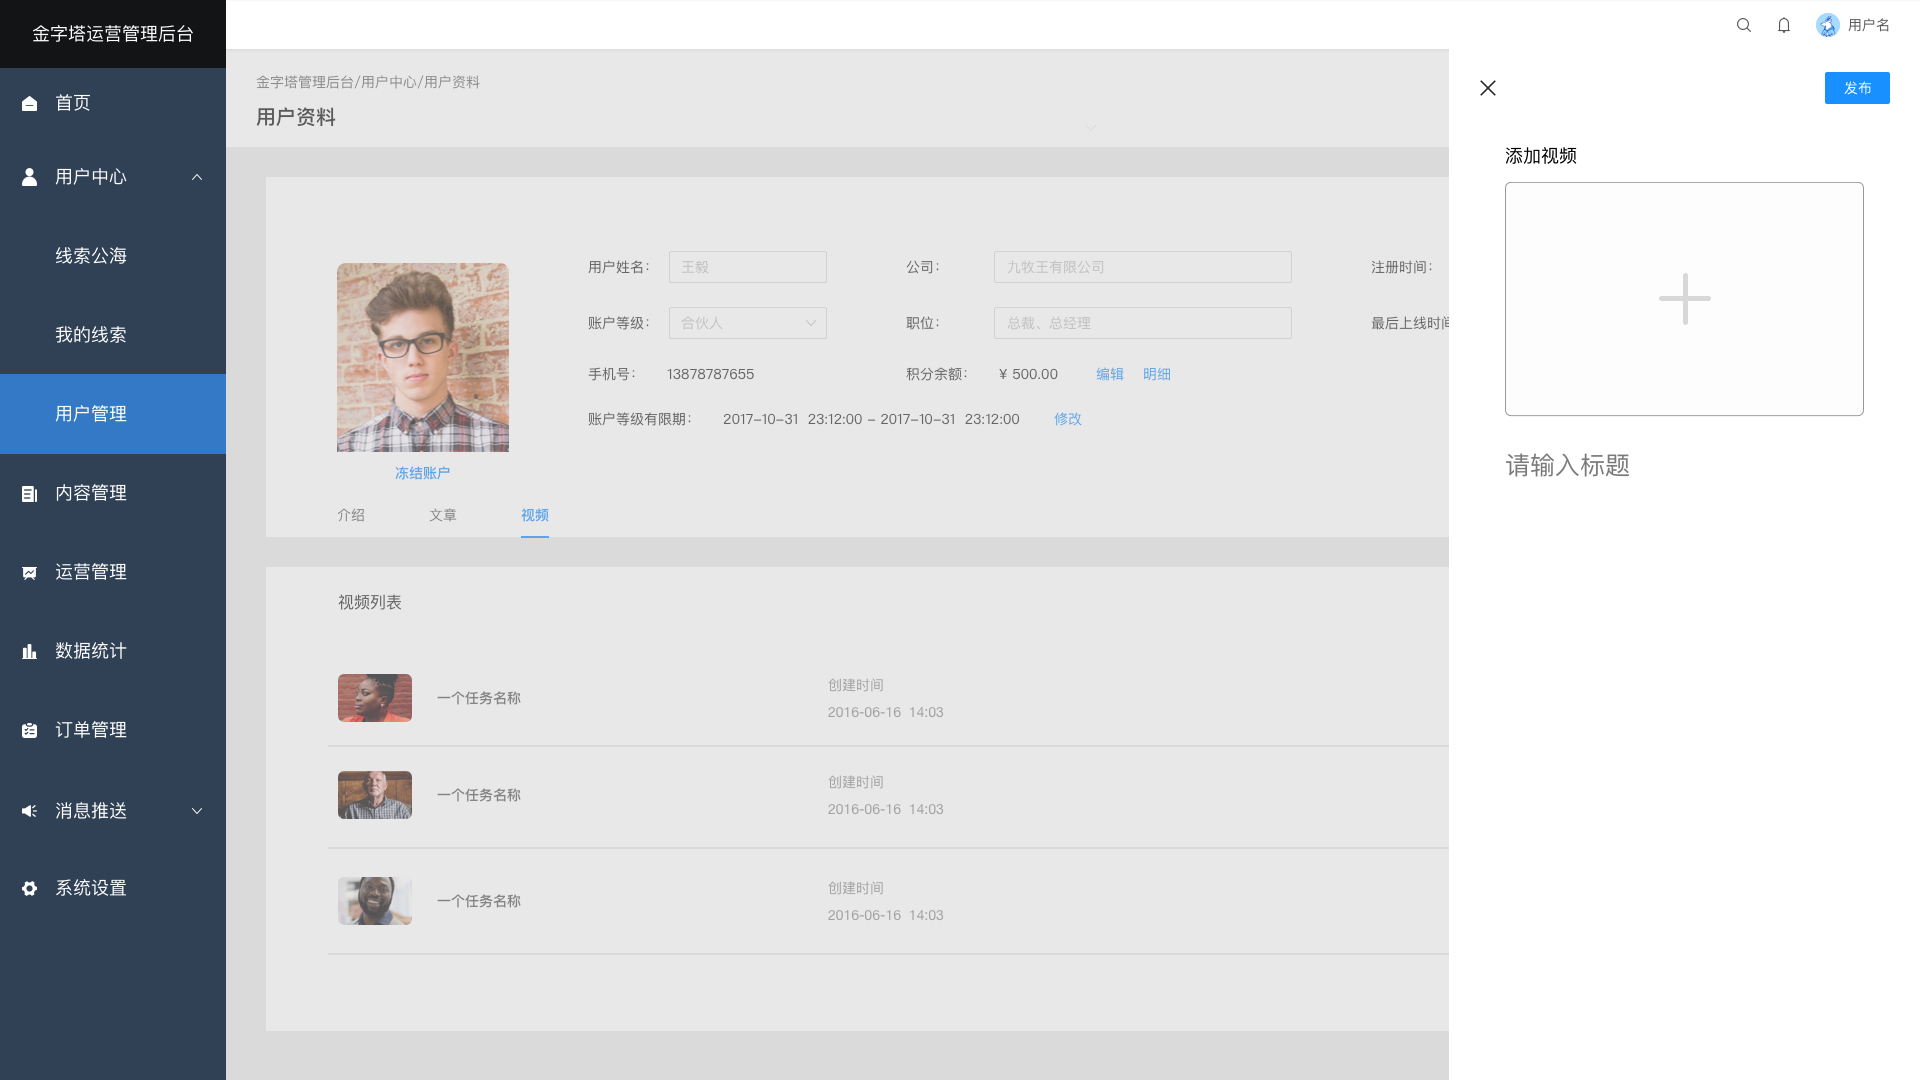 金字塔运营管理后台
用户名
首页
用户中心
线索公海
我的线索
用户管理
内容管理
运营管理
数据统计
订单管理
消息推送
系统设置
金字塔管理后台/用户中心/用户资料
用户资料
用户姓名: 王毅 公司: 九牧王有限公司 注册时间:
账户等级: 合伙人 职位: 总裁、总经理 最后上线时间
手机号: 13878787655 积分余额: ¥ 500.00 编辑 明细
账户等级有限期: 2017-10-31 23:12:00 - 2017-10-31 23:12:00 修改
冻结账户
介绍 文章 视频
视频列表
一个任务名称
创建时间
2016-06-16 14:03
一个任务名称
创建时间
2016-06-16 14:03
一个任务名称
创建时间
2016-06-16 14:03
发布
添加视频
请输入标题